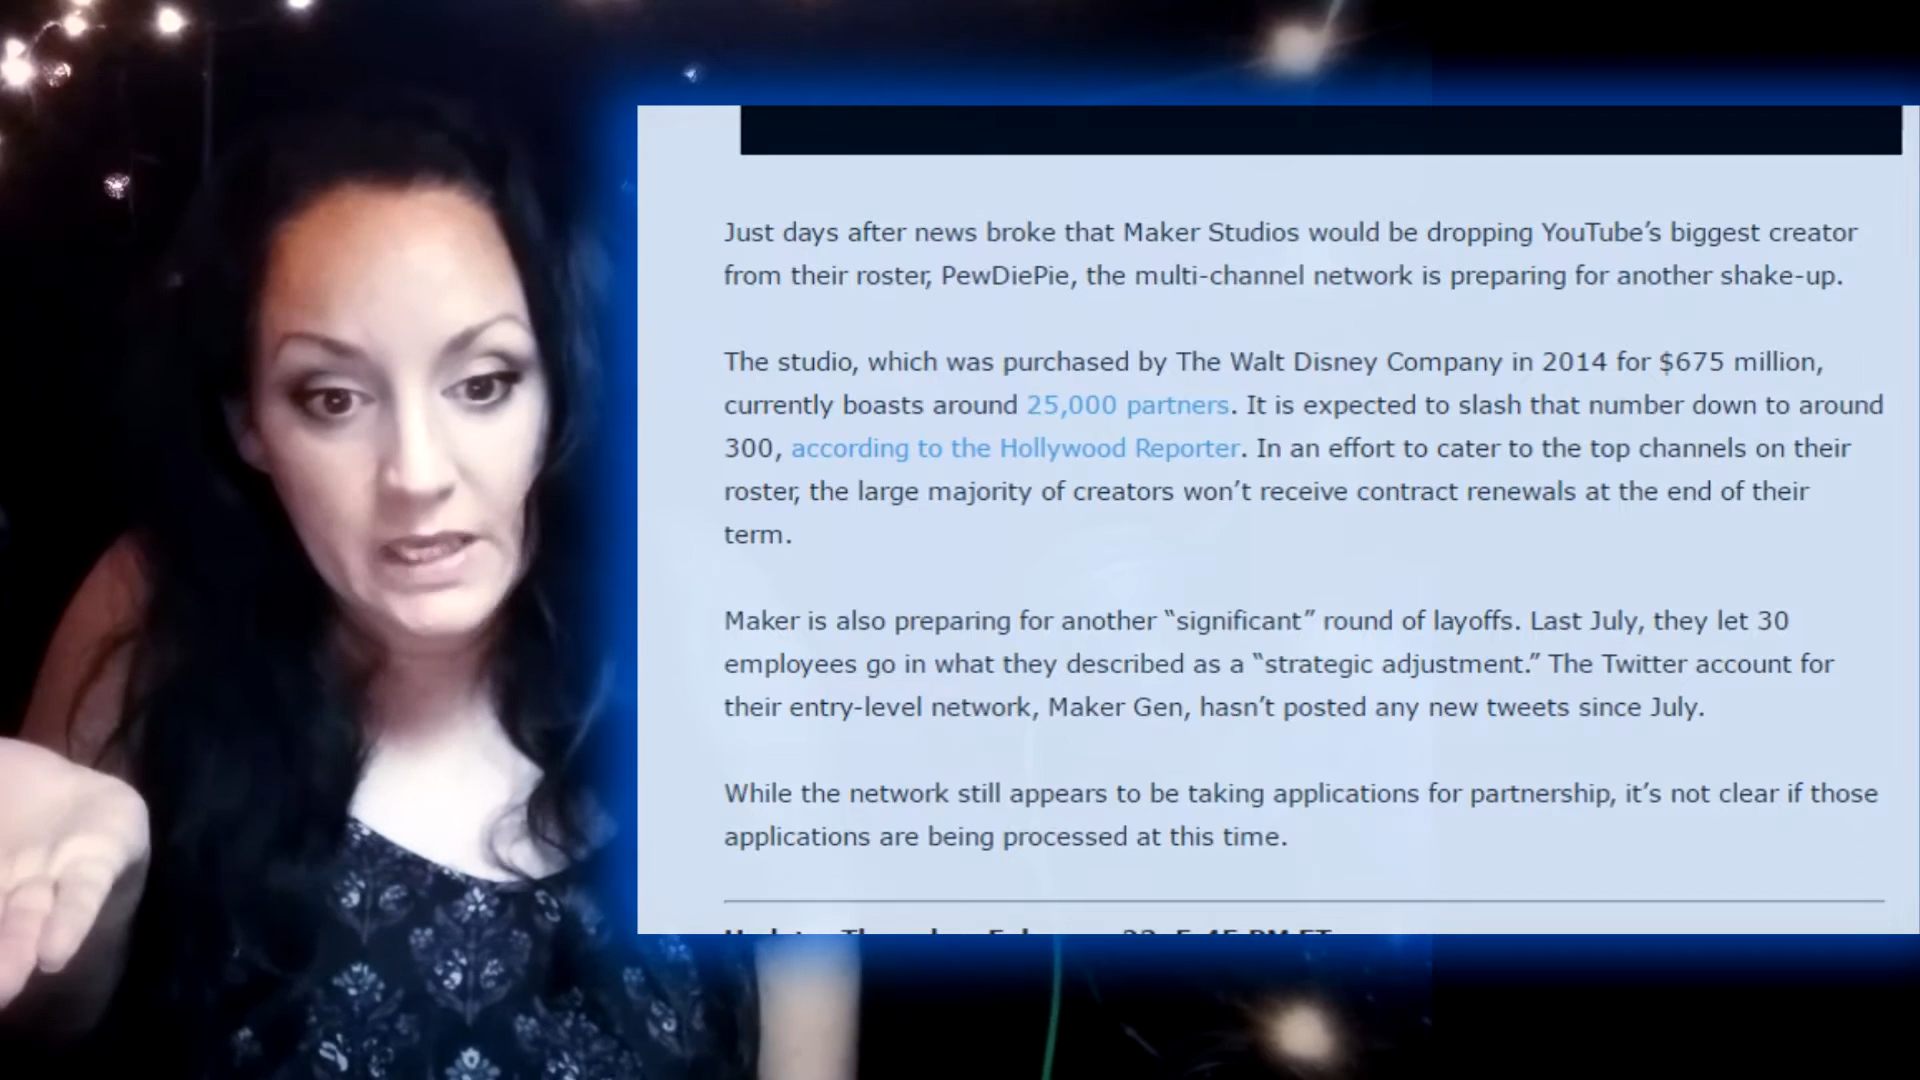 Just days after news broke that Maker Studios would be dropping YouTube’s biggest creator
from their roster, PewDiePie, the multi-channel network is preparing for another shake-up.
The studio, which was purchased by The Walt Disney Company in 2014 for $675 million,
currently boasts around 25,000 partners. It is expected to slash that number down to around
300, according to the Hollywood Reporter. In an effort to cater to the top channels on their
roster, the large majority of creators won’t receive contract renewals at the end of their
term.
Maker is also preparing for another “significant” round of layoffs. Last July, they let 30
employees go in what they described as a “strategic adjustment.” The Twitter account for
their entry-level network, Maker Gen, hasn’t posted any new tweets since July.
While the network still appears to be taking applications for partnership, it’s not clear if those
applications are being processed at this time.